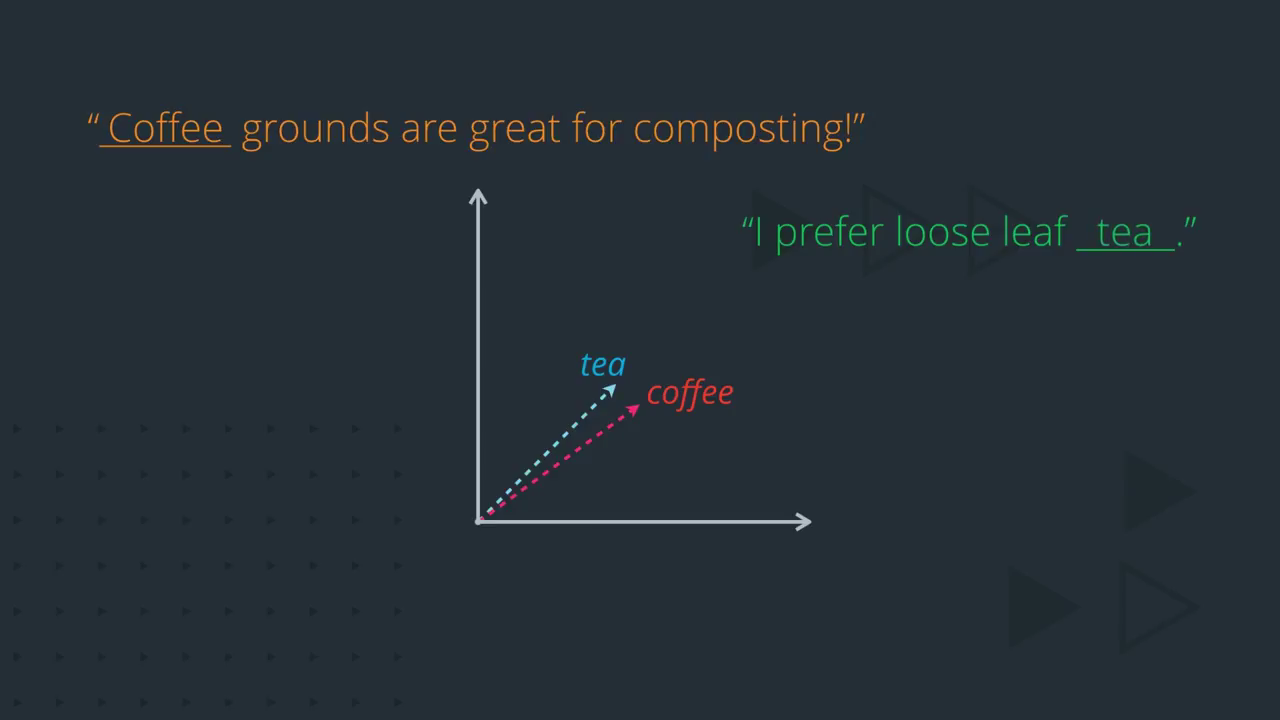 “ Coffee grounds are great for composting!”
“I prefer loose leaf tea .”
tea
coffee